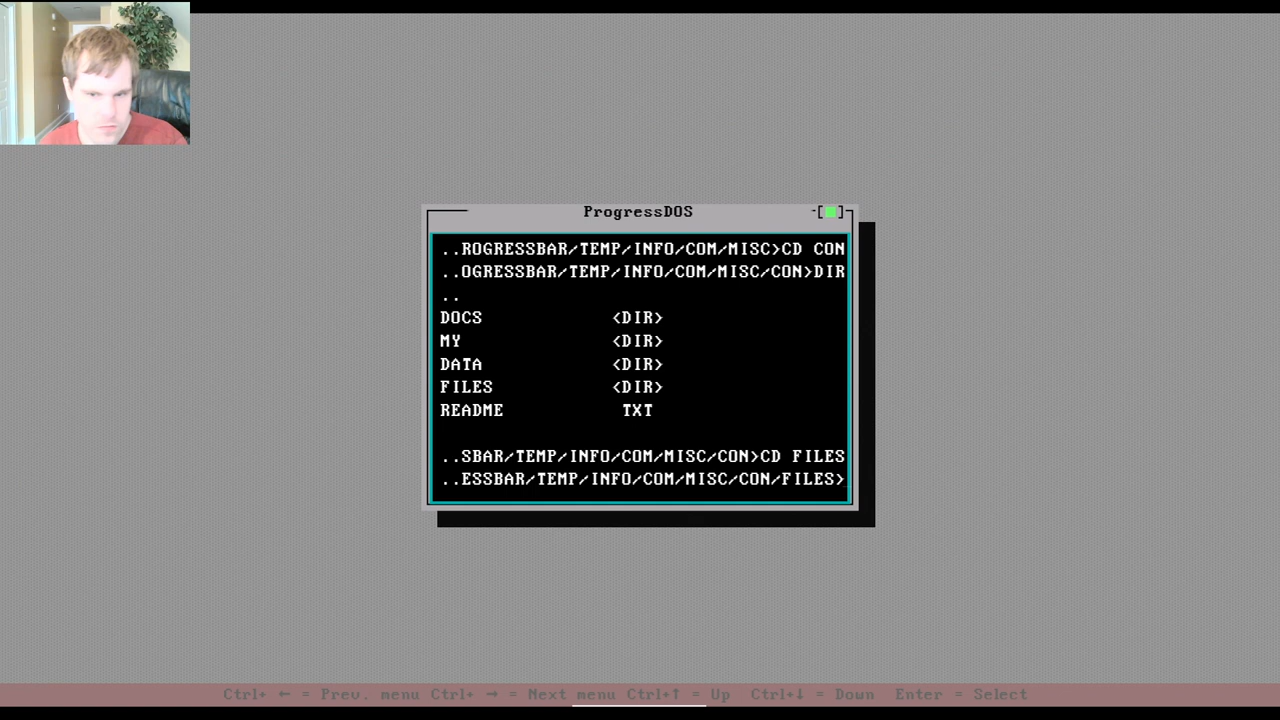 ProgressDOS
-[■]
..ROGRESSBAR/TEMP/INFO/COM/MISC>CD CON
..OGRESSBAR/TEMP/INFO/COM/MISC/CON>DIR
..
DOCS <DIR>
MY <DIR>
DATA <DIR>
FILES <DIR>
README TXT
..SBAR/TEMP/INFO/COM/MISC/CON>CD FILES
..ESSBAR/TEMP/INFO/COM/MISC/CON/FILES>
Ctrl+ ← = Prev. menu Ctrl+ → = Next menu Ctrl+↑ = Up Ctrl+↓ = Down Enter = Select